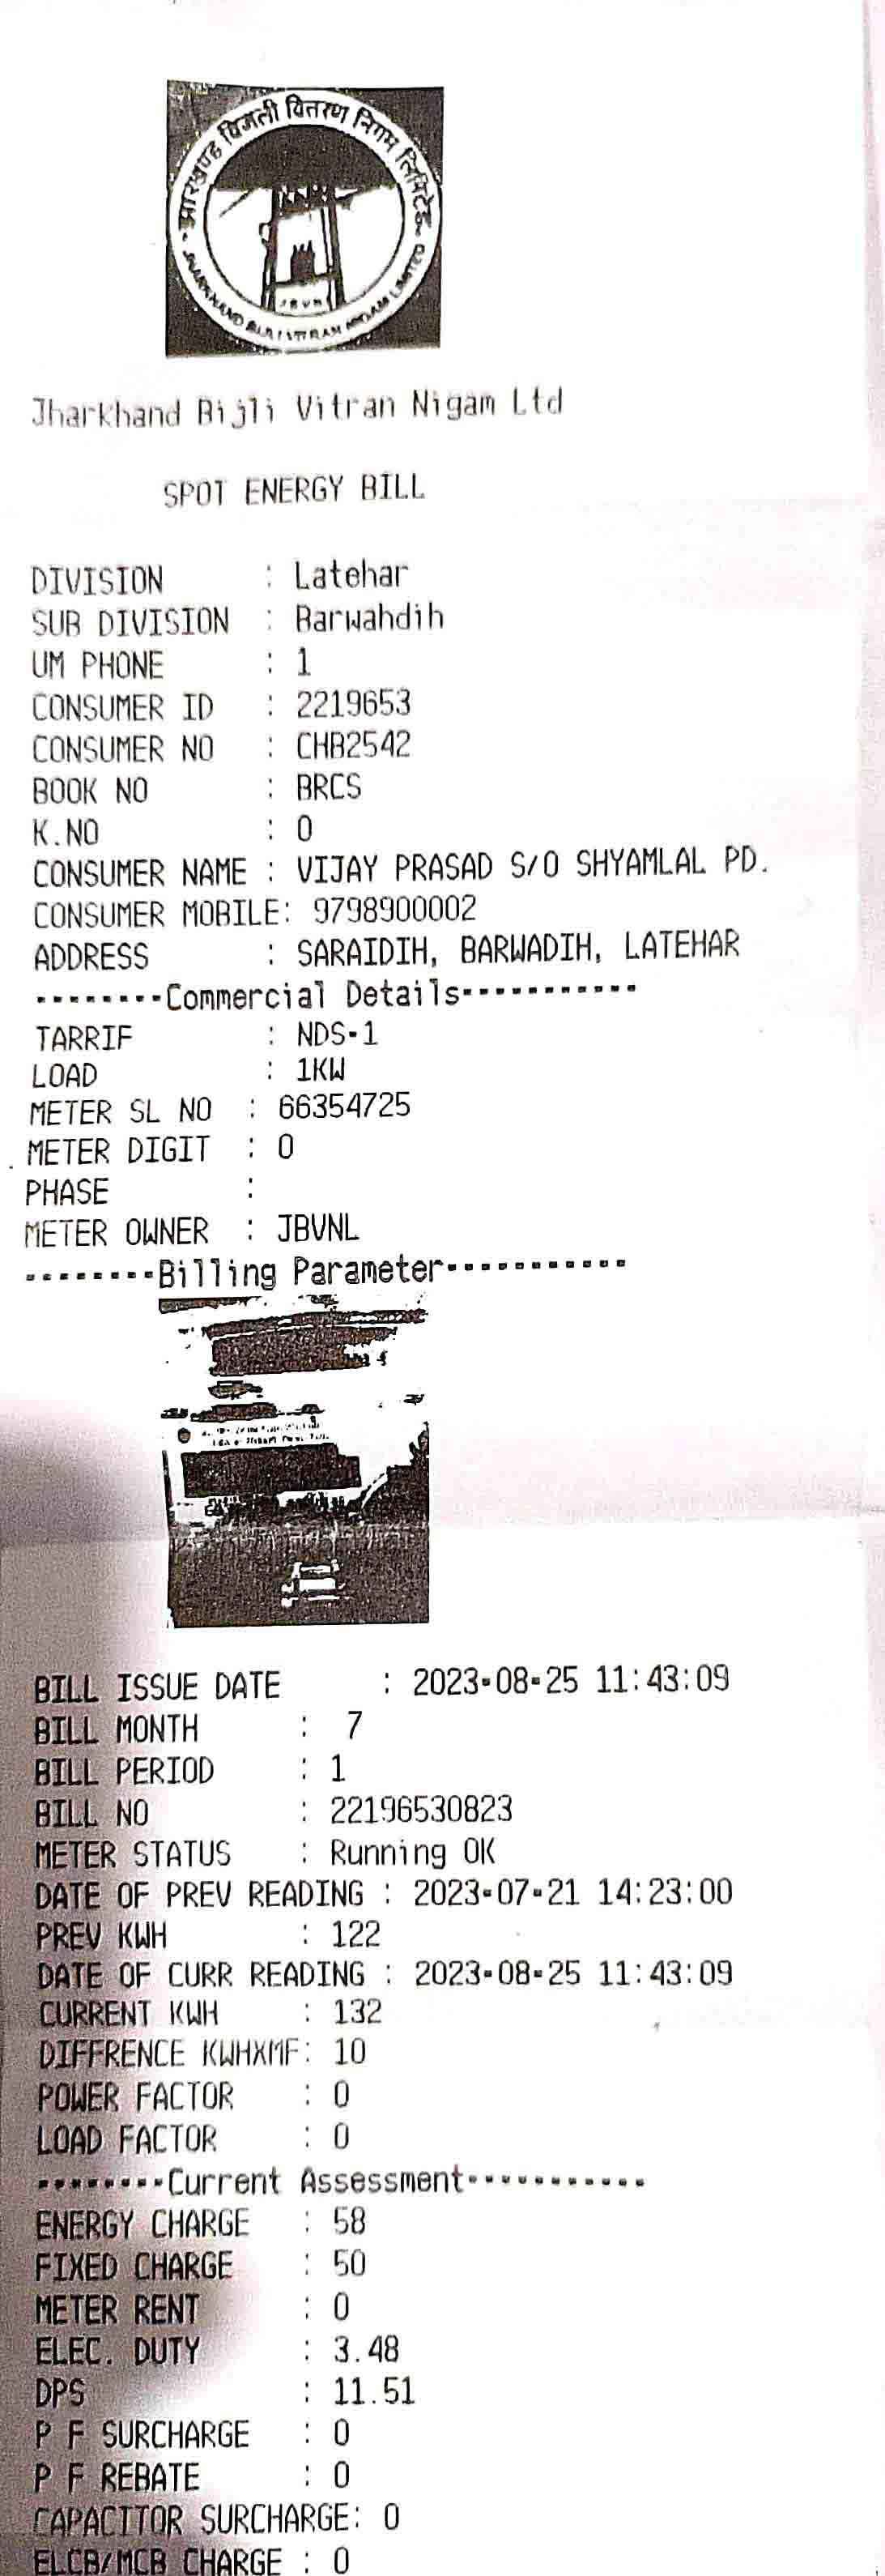 झारखण्ड बिजली वितरण निगम लिमिटेड
JHARKHAND BIJLI VITRAN NIGAM LIMITED
JBVN
Jharkhand Bijli Vitran Nigam Ltd
SPOT ENERGY BILL
DIVISION : Latehar
SUB DIVISION : Barwahdih
UM PHONE : 1
CONSUMER ID : 2219653
CONSUMER NO : CHB2542
BOOK NO : BRCS
K.NO : 0
CONSUMER NAME : VIJAY PRASAD S/O SHYAMLAL PD.
CONSUMER MOBILE: 9798900002
ADDRESS : SARAIDIH, BARWADIH, LATEHAR
--------Commercial Details-----------
TARRIF : NDS-1
LOAD : 1KW
METER SL NO : 66354725
METER DIGIT : 0
PHASE :
METER OWNER : JBVNL
--------Billing Parameter-----------
BILL ISSUE DATE : 2023-08-25 11:43:09
BILL MONTH : 7
BILL PERIOD : 1
BILL NO : 22196530823
METER STATUS : Running OK
DATE OF PREV READING : 2023-07-21 14:23:00
PREV KWH : 122
DATE OF CURR READING : 2023-08-25 11:43:09
CURRENT KWH : 132
DIFFRENCE KWHXMF: 10
POWER FACTOR : 0
LOAD FACTOR : 0
--------Current Assessment-----------
ENERGY CHARGE : 58
FIXED CHARGE : 50
METER RENT : 0
ELEC. DUTY : 3.48
DPS : 11.51
P F SURCHARGE : 0
P F REBATE : 0
CAPACITOR SURCHARGE: 0
ELCB/MCB CHARGE : 0